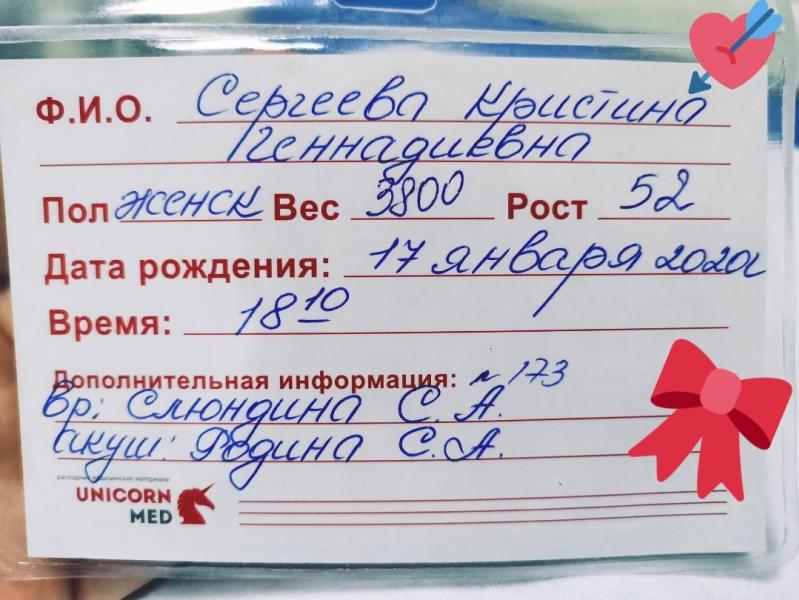 Ф.И.О. Сергеева Кристина
Геннадиевна
Пол женск Вес 3800 Рост 52
Дата рождения: 17 января 2020г
Время: 18 10
Дополнительная информация: №173
вр: Слюндина С. А.
акуш: Родина С. А.
расходные медицинские материалы
UNICORN
MED